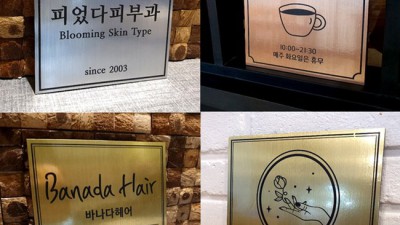 피었다피부과
Blooming Skin Type
since 2003
10:00~21:30
매주 화요일은 휴무
Banada Hair
바나다헤어